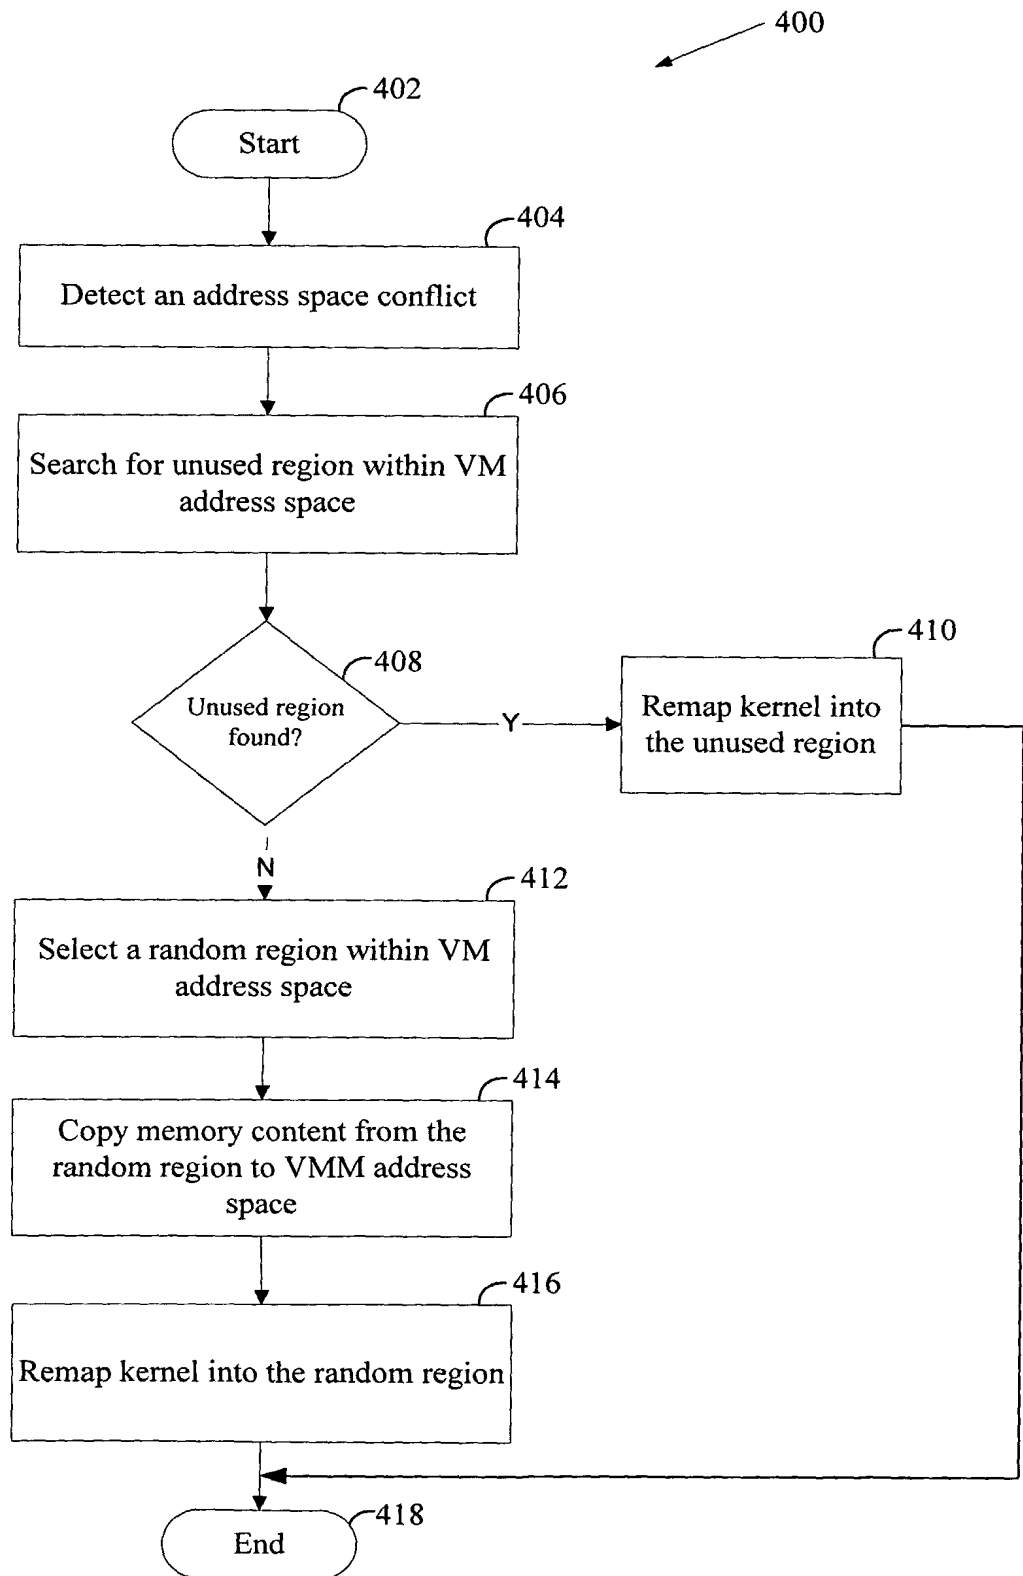 400
402
Start
404
Detect an address space conflict
406
Search for unused region within VM
address space
408
Unused region
found?
Y
410
Remap kernel into
the unused region
N
412
Select a random region within VM
address space
414
Copy memory content from the
random region to VMM address
space
416
Remap kernel into the random region
418
End